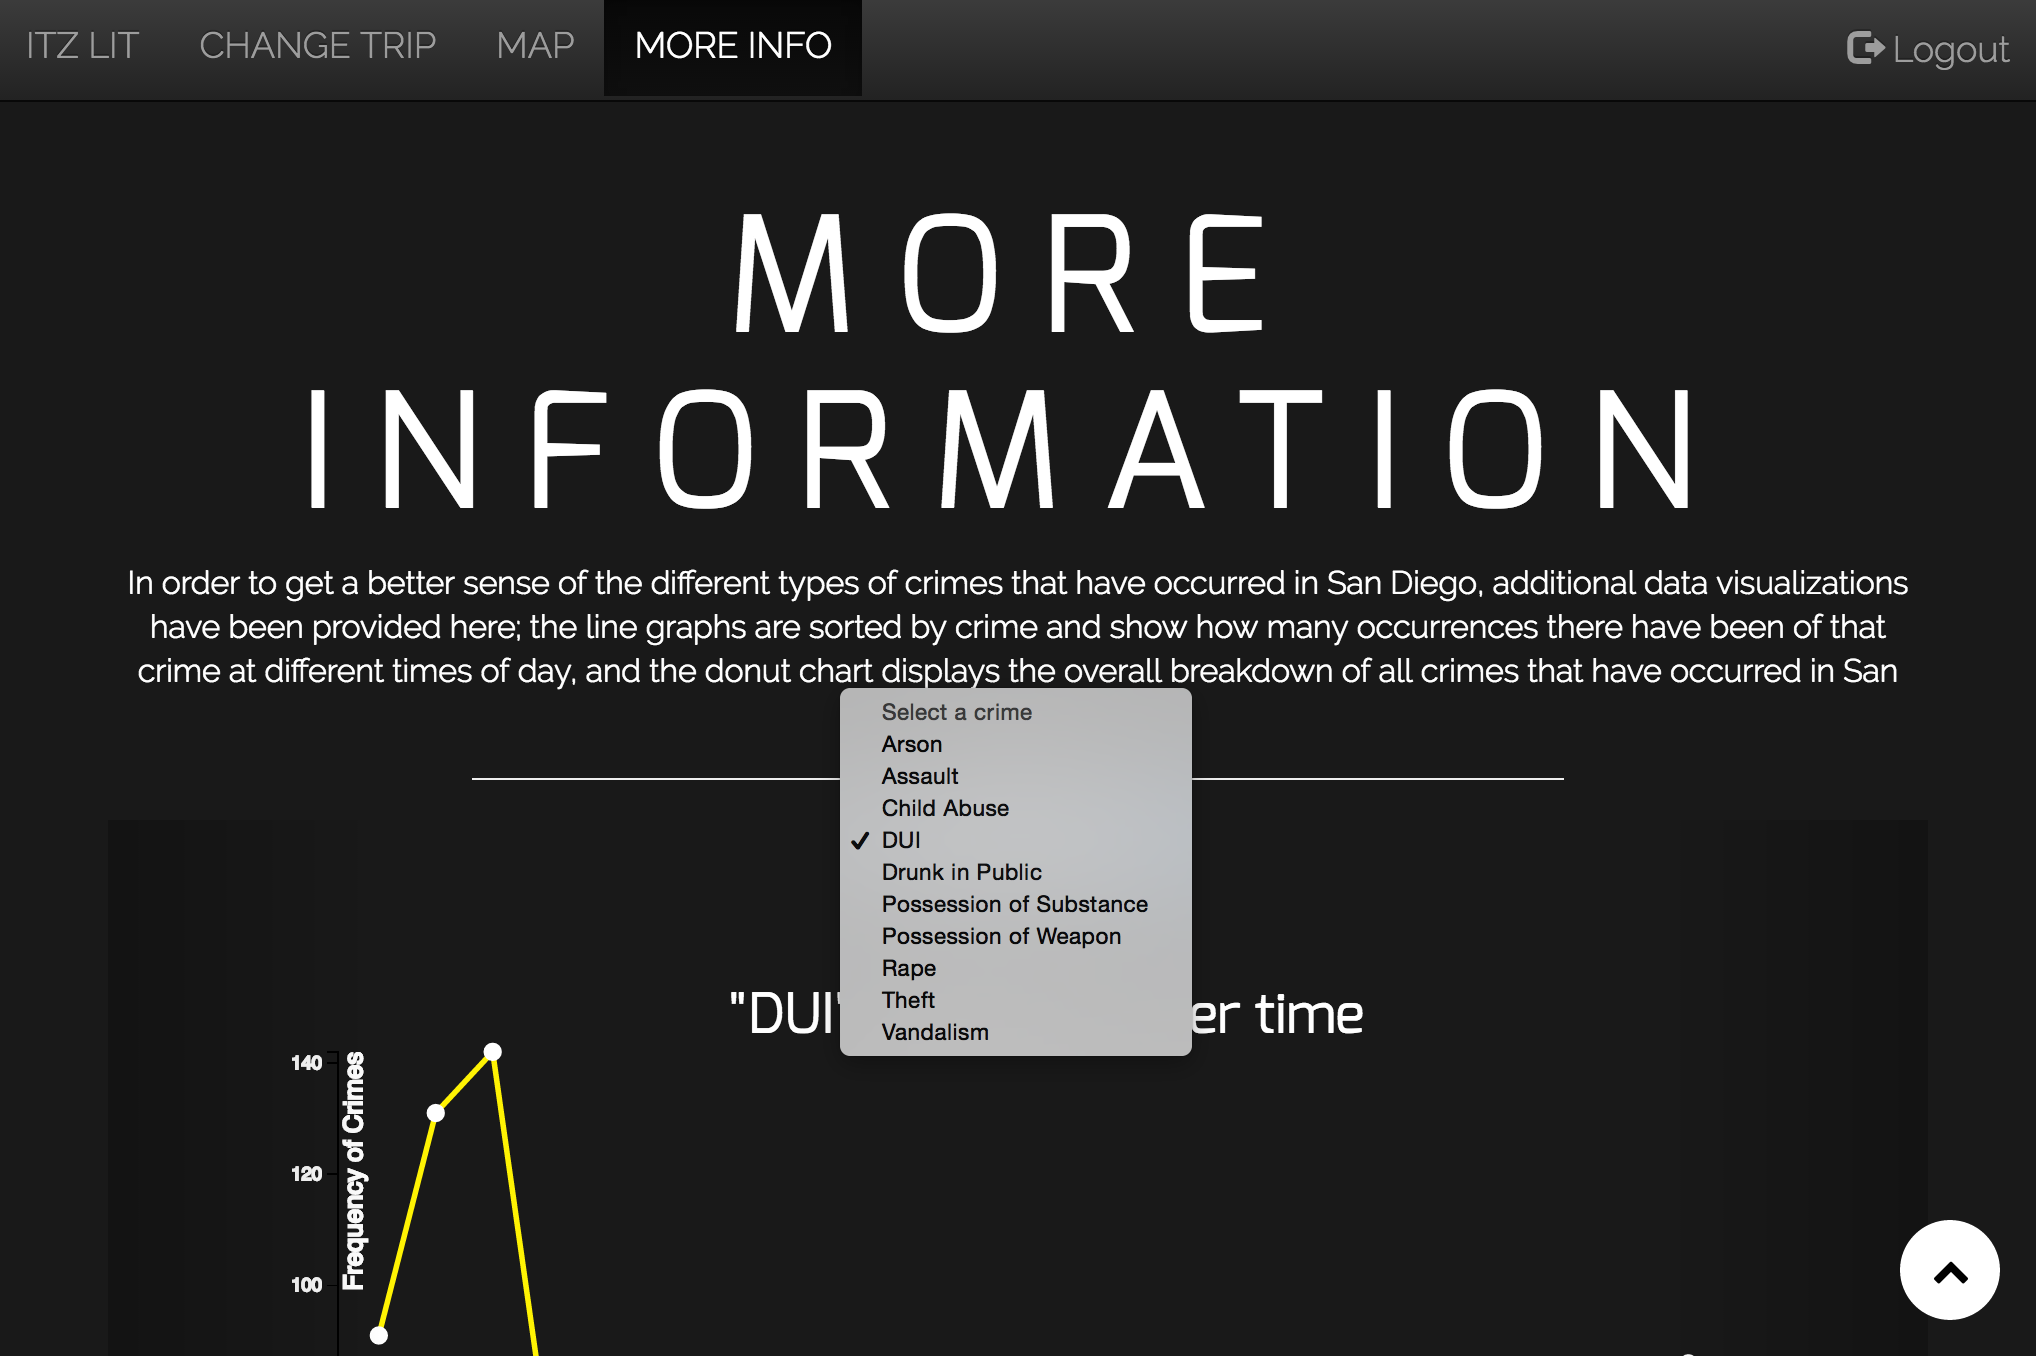 ITZ LIT CHANGE TRIP MAP MORE INFO Logout
MORE
INFORMATION
In order to get a better sense of the different types of crimes that have occurred in San Diego, additional data visualizations
have been provided here; the line graphs are sorted by crime and show how many occurrences there have been of that
crime at different times of day, and the donut chart displays the overall breakdown of all crimes that have occurred in San
Select a crime
Arson
Assault
Child Abuse
✓ DUI
Drunk in Public
Possession of Substance
Possession of Weapon
Rape
Theft
Vandalism
"DUI" er time
140
120
100
Frequency of Crimes